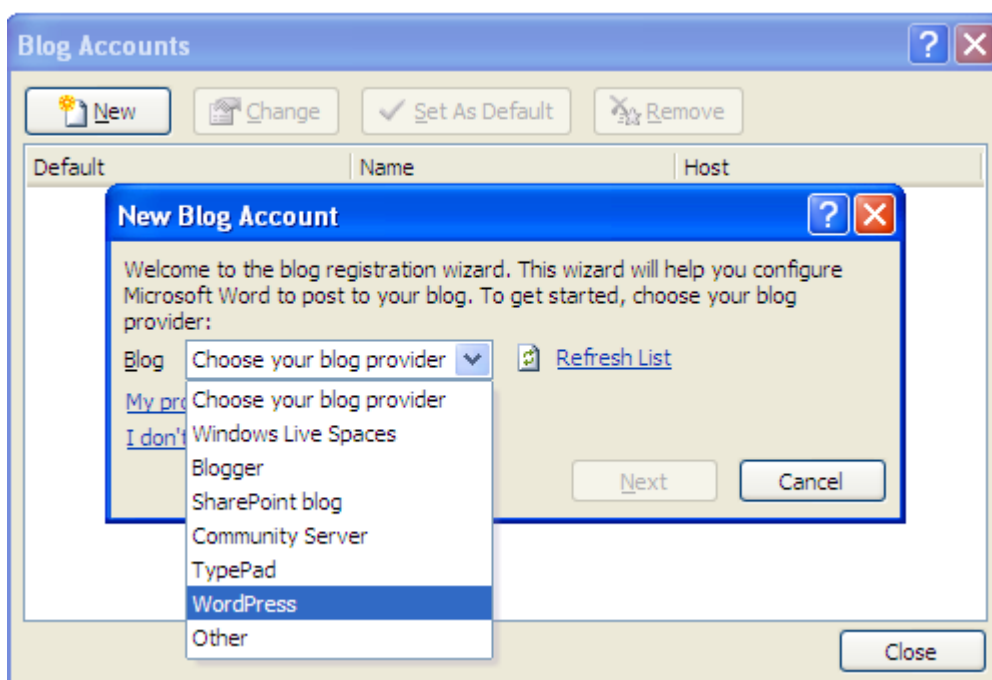 Blog Accounts
New Change Set As Default Remove
Default Name Host
New Blog Account
Welcome to the blog registration wizard. This wizard will help you configure
Microsoft Word to post to your blog. To get started, choose your blog
provider:
Blog Choose your blog provider Refresh List
My pro
Choose your blog provider
I don't
Windows Live Spaces
Blogger
SharePoint blog
Next Cancel
Community Server
TypePad
WordPress
Other
Close